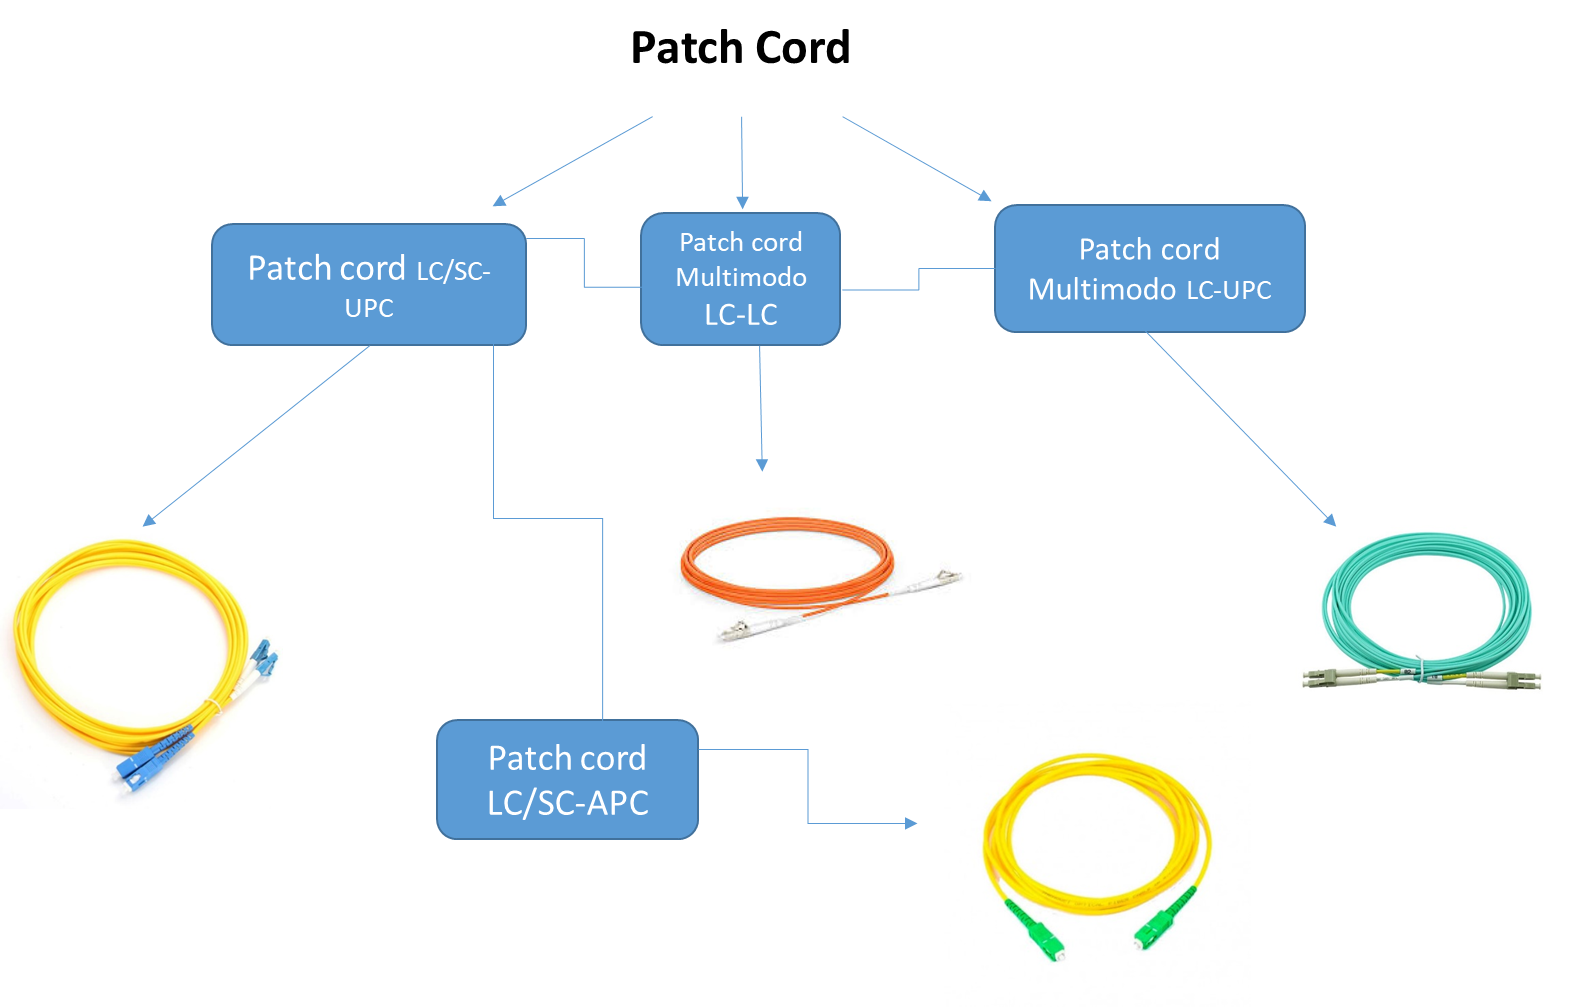 Patch Cord
Patch cord LC/SC-
UPC
Patch cord
Multimodo
LC-LC
Patch cord
Multimodo LC-UPC
Patch cord
LC/SC-APC